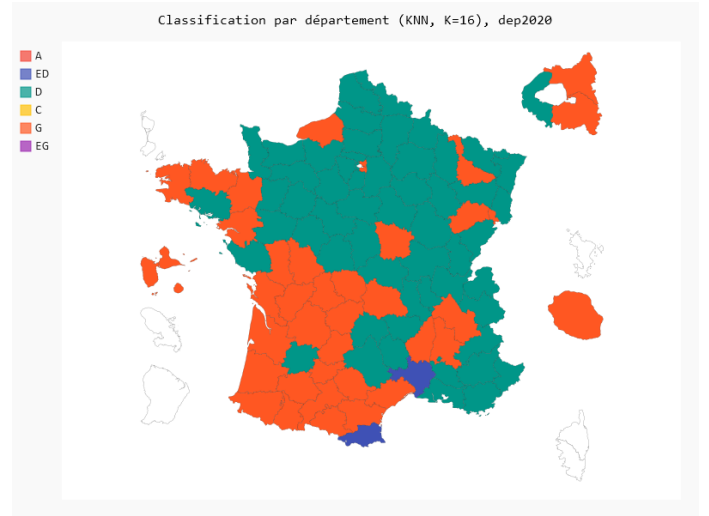 Classification par département (KNN, K=16), dep2020
A
ED
D
C
G
EG